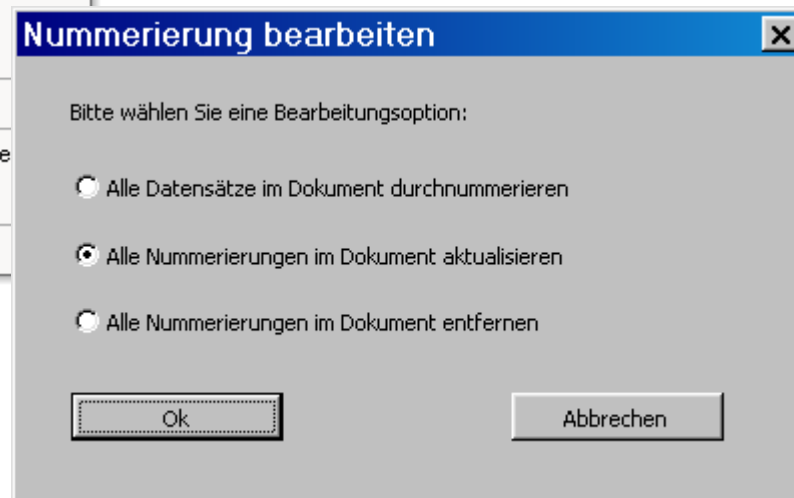 Nummerierung bearbeiten
Bitte wählen Sie eine Bearbeitungsoption:
e
Alle Datensätze im Dokument durchnummerieren
Alle Nummerierungen im Dokument aktualisieren
Alle Nummerierungen im Dokument entfernen
Ok
Abbrechen